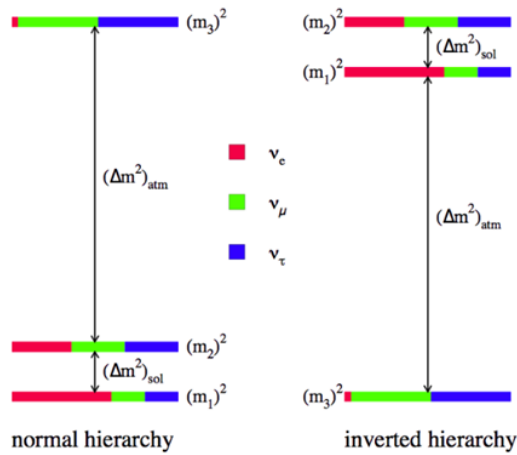 (m₃)²
(m₂)²
(Δm²)sol
(m₁)²
νe
(Δm²)atm
νμ
(Δm²)atm
ντ
(m₂)²
(Δm²)sol
(m₁)²
(m₃)²
normal hierarchy
inverted hierarchy